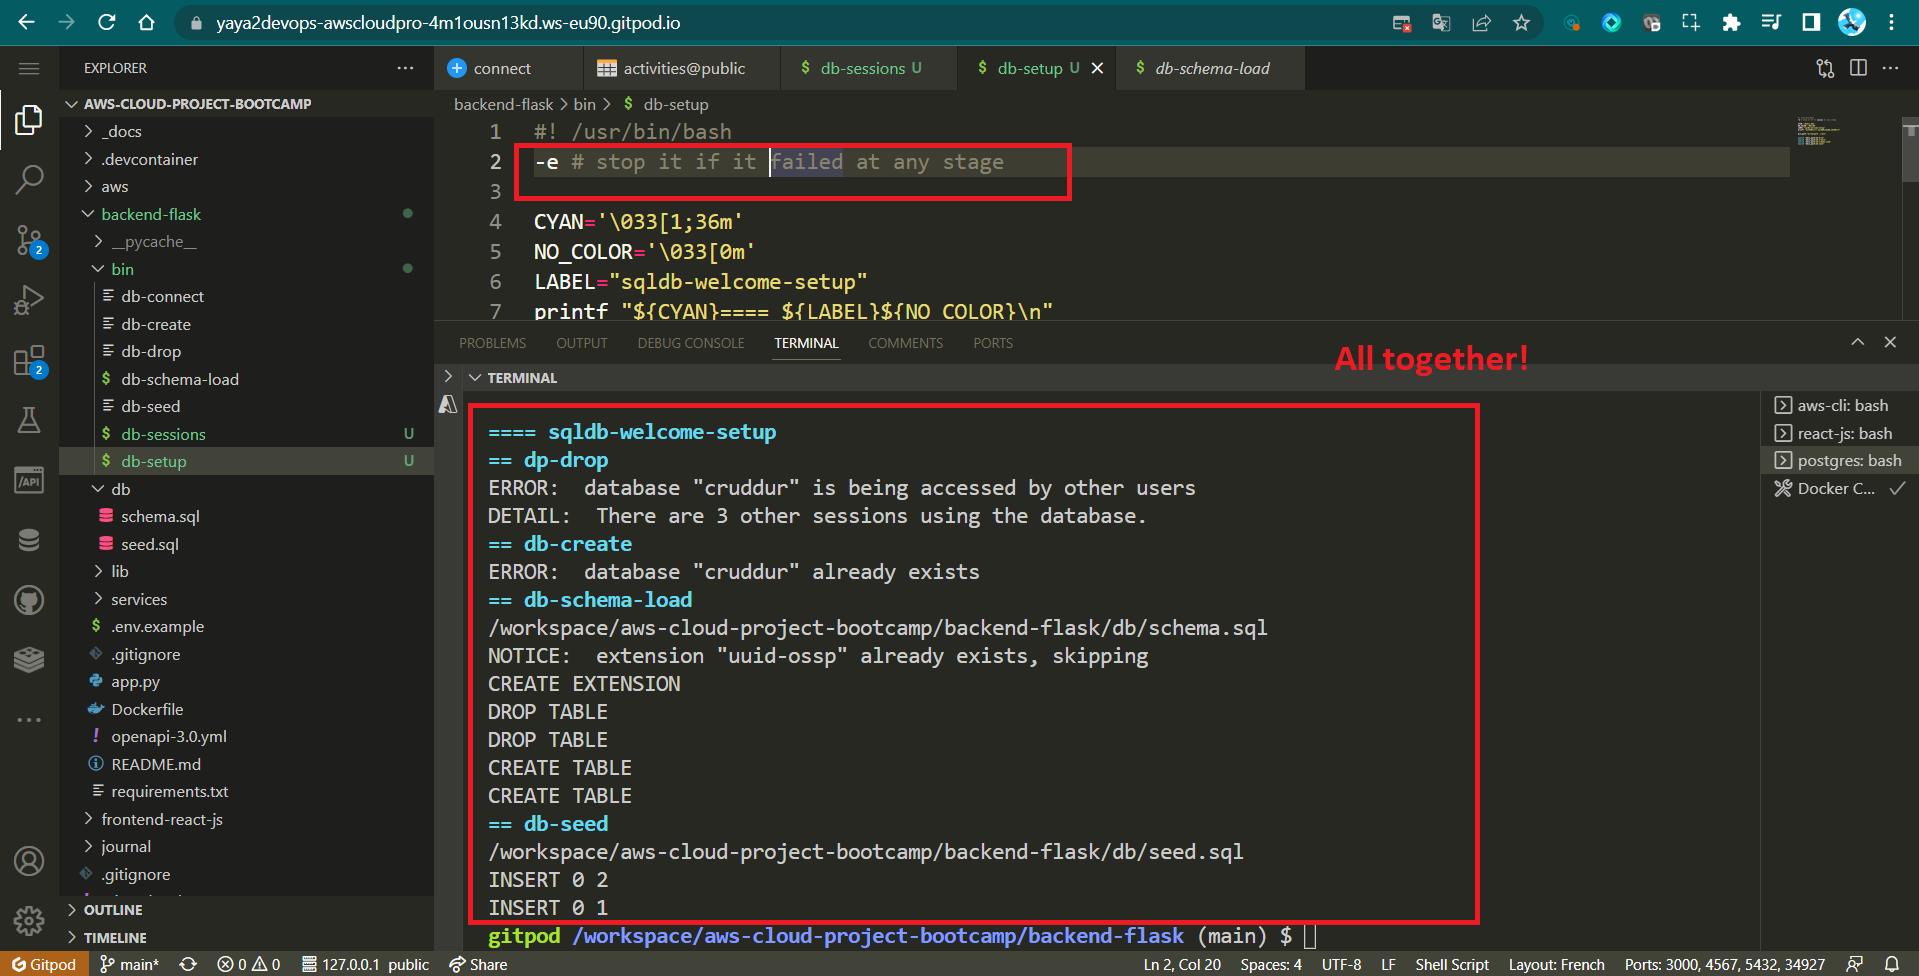 yaya2devops-awscloudpro-4m1ousn13kd.ws-eu90.gitpod.io
EXPLORER
connect
activities@public
db-sessions U
db-setup U
db-schema-load
AWS-CLOUD-PROJECT-BOOTCAMP
_docs
.devcontainer
aws
backend-flask
__pycache__
bin
db-connect
db-create
db-drop
db-schema-load
db-seed
db-sessions U
db-setup U
db
schema.sql
seed.sql
lib
services
.env.example
.gitignore
app.py
Dockerfile
openapi-3.0.yml
README.md
requirements.txt
frontend-react-js
journal
.gitignore
OUTLINE
TIMELINE
2
2
/API
backend-flask > bin > $ db-setup
1 #! /usr/bin/bash
2 -e # stop it if it failed at any stage
3
4 CYAN='\033[1;36m'
5 NO_COLOR='\033[0m'
6 LABEL="sqldb-welcome-setup"
7 printf "${CYAN}==== ${LABEL}${NO_COLOR}\n"
PROBLEMS OUTPUT DEBUG CONSOLE TERMINAL COMMENTS PORTS
All together!
TERMINAL
==== sqldb-welcome-setup
== dp-drop
ERROR:  database "cruddur" is being accessed by other users
DETAIL:  There are 3 other sessions using the database.
== db-create
ERROR:  database "cruddur" already exists
== db-schema-load
/workspace/aws-cloud-project-bootcamp/backend-flask/db/schema.sql
NOTICE:  extension "uuid-ossp" already exists, skipping
CREATE EXTENSION
DROP TABLE
DROP TABLE
CREATE TABLE
CREATE TABLE
== db-seed
/workspace/aws-cloud-project-bootcamp/backend-flask/db/seed.sql
INSERT 0 2
INSERT 0 1
gitpod /workspace/aws-cloud-project-bootcamp/backend-flask (main) $
aws-cli: bash
react-js: bash
postgres: bash
Docker C...
Gitpod main* 0 0 127.0.0.1 public Share Ln 2, Col 20 Spaces: 4 UTF-8 LF Shell Script Layout: French Ports: 3000, 4567, 5432, 34927